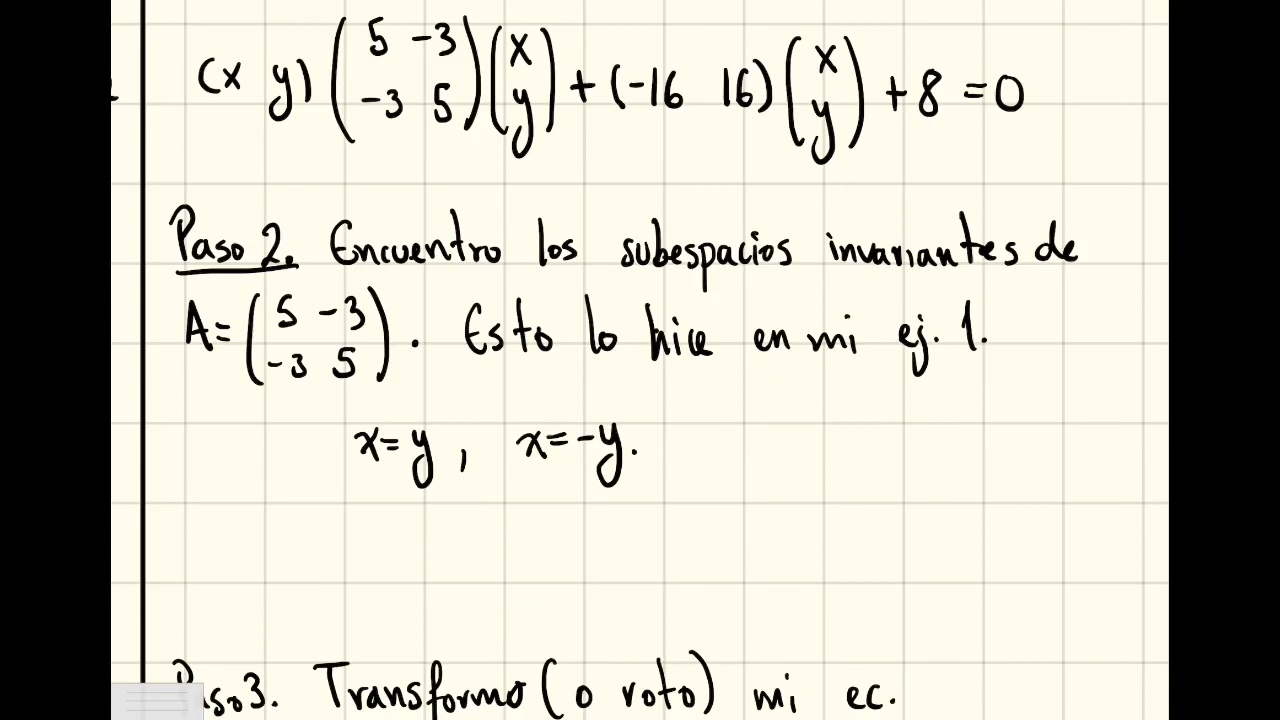 (x y) (5 -3 -3 5) (x y) + (-16 16) (x y) + 8 = 0
Paso 2. Encuentro los subespacios invariantes de
A = (5 -3 -3 5) . Esto lo hice en mi ej. 1.
x = y , x = -y.
Paso 3. Transformo (o roto) mi ec.